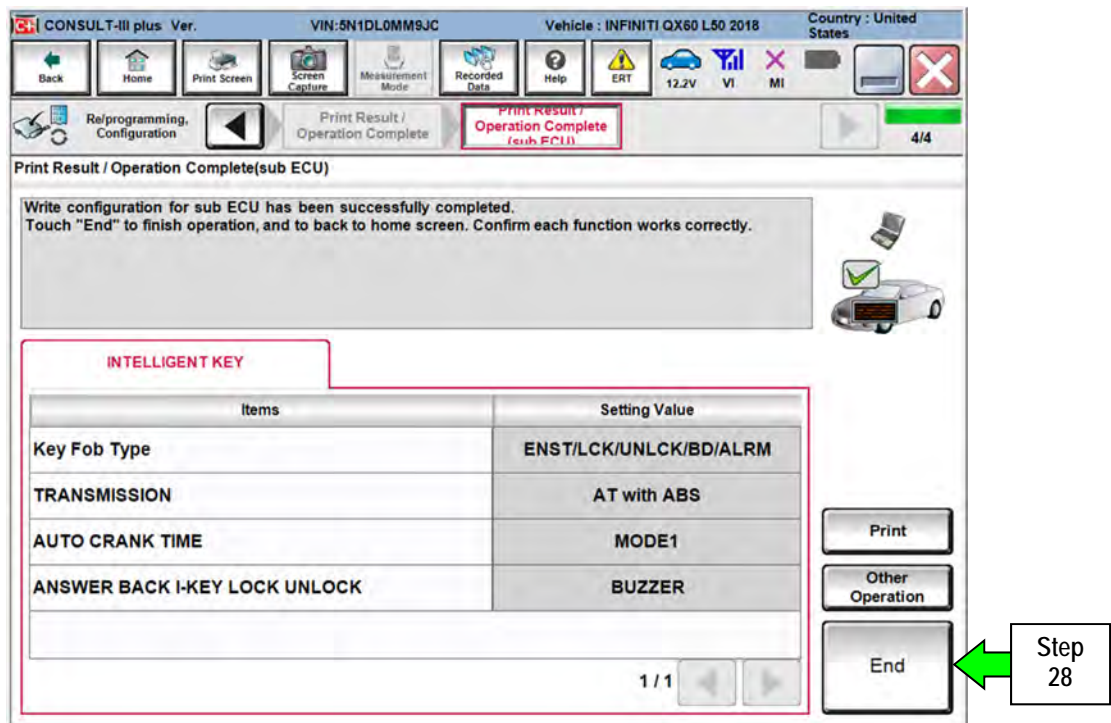 C+ CONSULT-III plus Ver. VIN:5N1DL0MM9JC Vehicle : INFINITI QX60 L50 2018 Country : United
States
Back
Home
Print Screen
Screen
Capture
Measurement
Mode
Recorded
Data
Help
ERT
12.2V
VI
MI
Re/programming,
Configuration
Print Result /
Operation Complete
Print Result /
Operation Complete
(sub ECU)
4/4
Print Result / Operation Complete(sub ECU)
Write configuration for sub ECU has been successfully completed.
Touch "End" to finish operation, and to back to home screen. Confirm each function works correctly.
INTELLIGENT KEY
Items Setting Value
Key Fob Type ENST/LCK/UNLCK/BD/ALRM
TRANSMISSION AT with ABS
AUTO CRANK TIME MODE1
ANSWER BACK I-KEY LOCK UNLOCK BUZZER
1/1
Print
Other
Operation
End
Step
28